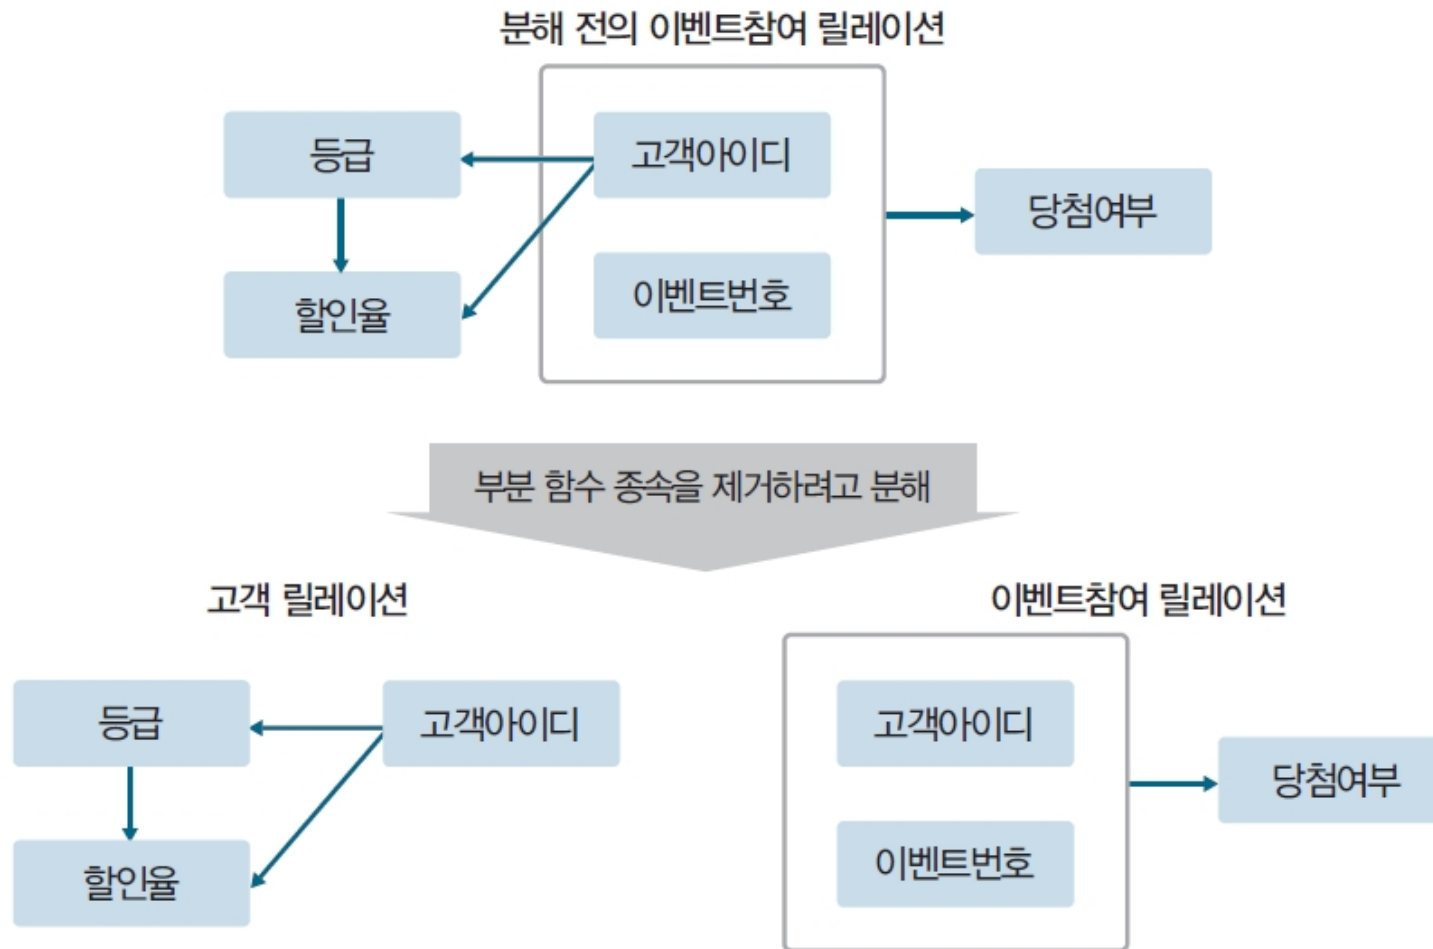 분해 전의 이벤트참여 릴레이션
등급
고객아이디
당첨여부
할인율
이벤트번호
부분 함수 종속을 제거하려고 분해
고객 릴레이션
이벤트참여 릴레이션
등급
고객아이디
고객아이디
당첨여부
할인율
이벤트번호